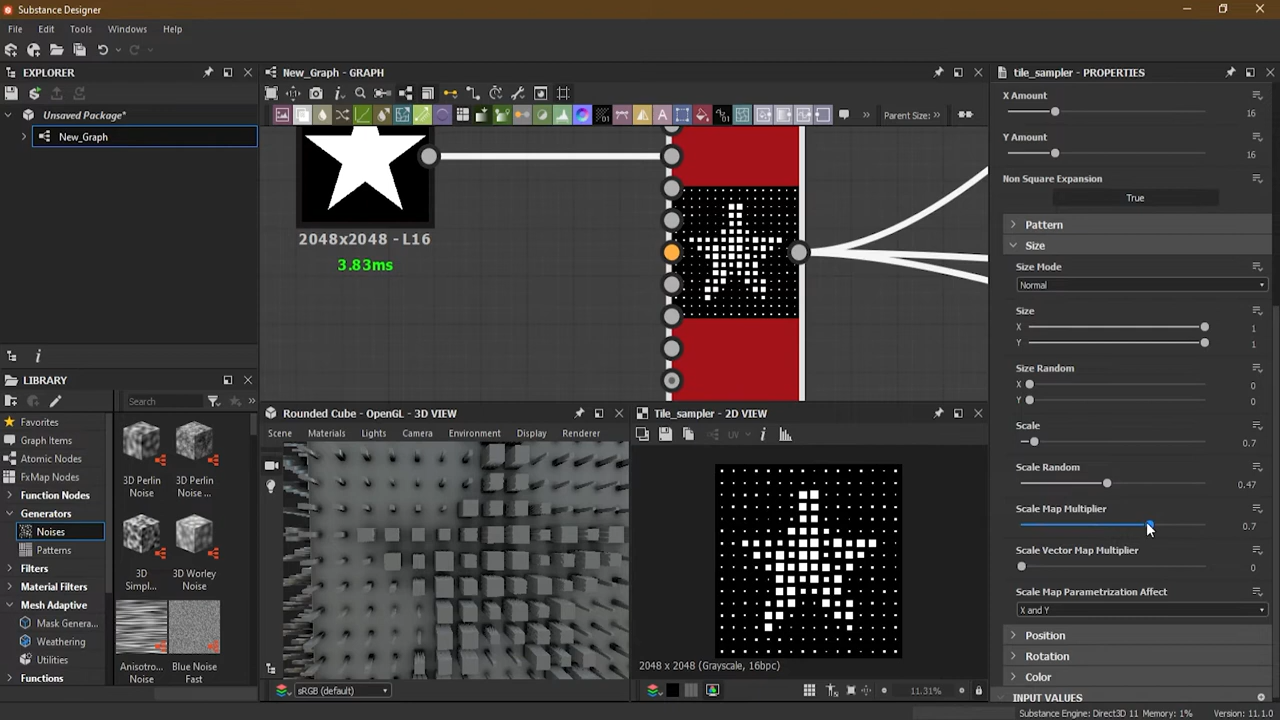 Substance Designer
File Edit Tools Windows Help
EXPLORER
Unsaved Package*
New_Graph
New_Graph - GRAPH
Parent Size: >>
2048x2048 - L16
3.83ms
LIBRARY
Search
Favorites
Graph Items
Atomic Nodes
FxMap Nodes
Function Nodes
Generators
Noises
Patterns
Filters
Material Filters
Mesh Adaptive
Mask Genera...
Weathering
Utilities
Functions
3D Perlin Noise
3D Perlin Noise ...
3D Simpl...
3D Worley Noise
Anisotro... Noise
Blue Noise Fast
Rounded Cube - OpenGL - 3D VIEW
Scene Materials Lights Camera Environment Display Renderer
sRGB (default)
Tile_sampler - 2D VIEW
UV
2048 x 2048 (Grayscale, 16bpc)
11.31%
tile_sampler - PROPERTIES
X Amount
16
Y Amount
16
Non Square Expansion
True
Pattern
Size
Size Mode
Normal
Size
X 1
Y 1
Size Random
X 0
Y 0
Scale
0.7
Scale Random
0.47
Scale Map Multiplier
0.7
Scale Vector Map Multiplier
0
Scale Map Parametrization Affect
X and Y
Position
Rotation
Color
INPUT VALUES
Substance Engine: Direct3D 11 Memory: 1% Version: 11.1.0